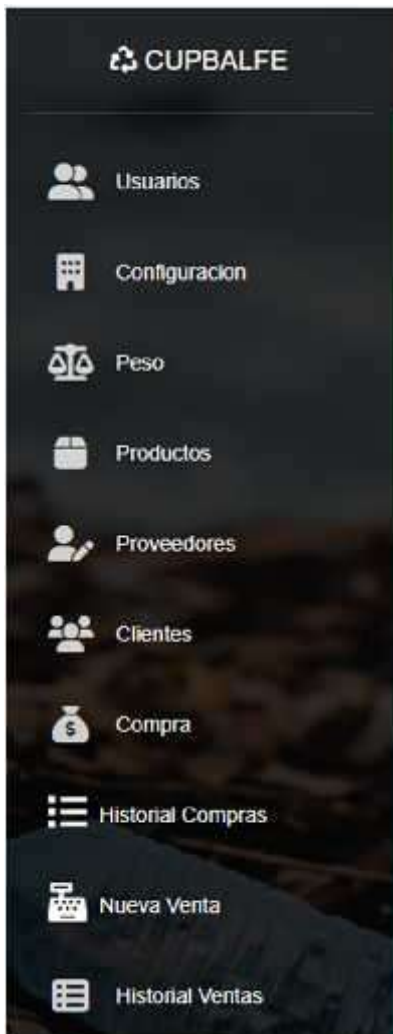 CUPBALFE
Usuarios
Configuracion
Peso
Productos
Proveedores
Clientes
Compra
Historial Compras
Nueva Venta
Historial Ventas